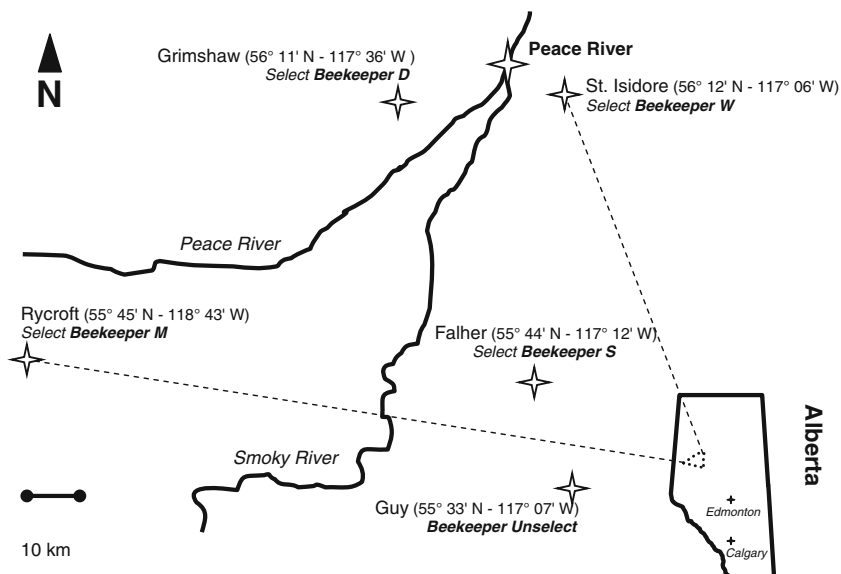 Grimshaw (56° 11' N - 117° 36' W )
Select Beekeeper D
Peace River
N
St. Isidore (56° 12' N - 117° 06' W)
Select Beekeeper W
Peace River
Rycroft (55° 45' N - 118° 43' W)
Select Beekeeper M
Falher (55° 44' N - 117° 12' W)
Select Beekeeper S
Alberta
Smoky River
Guy (55° 33' N - 117° 07' W)
Beekeeper Unselect
Edmonton
10 km
Calgary